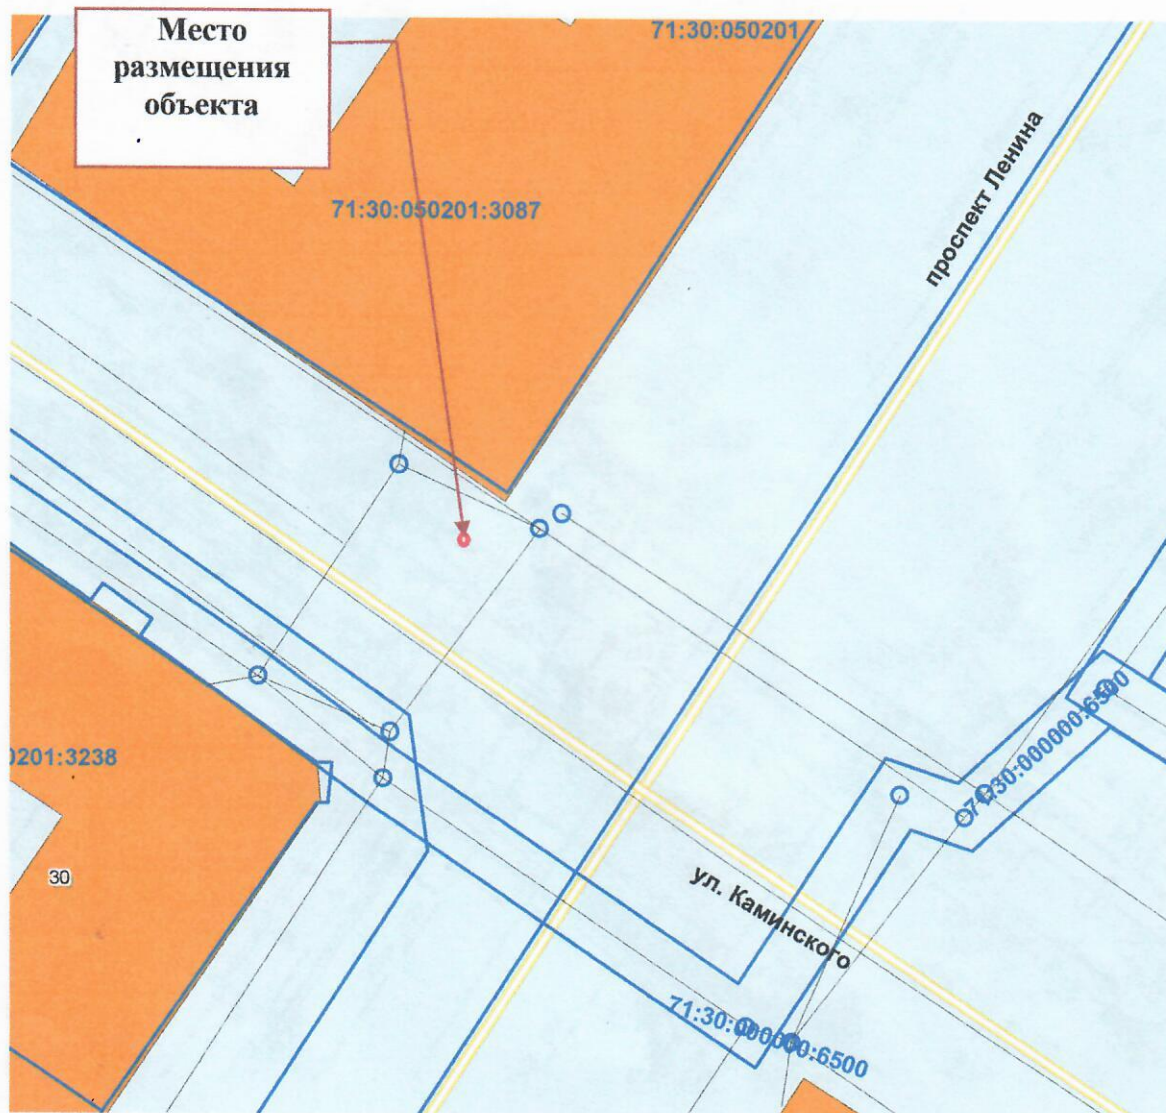 Место
размещения
объекта
71:30:050201
проспект Ленина
71:30:050201:3087
0201:3238
30
71:30:000000:6500
ул. Каминского
71:30:000000:6500